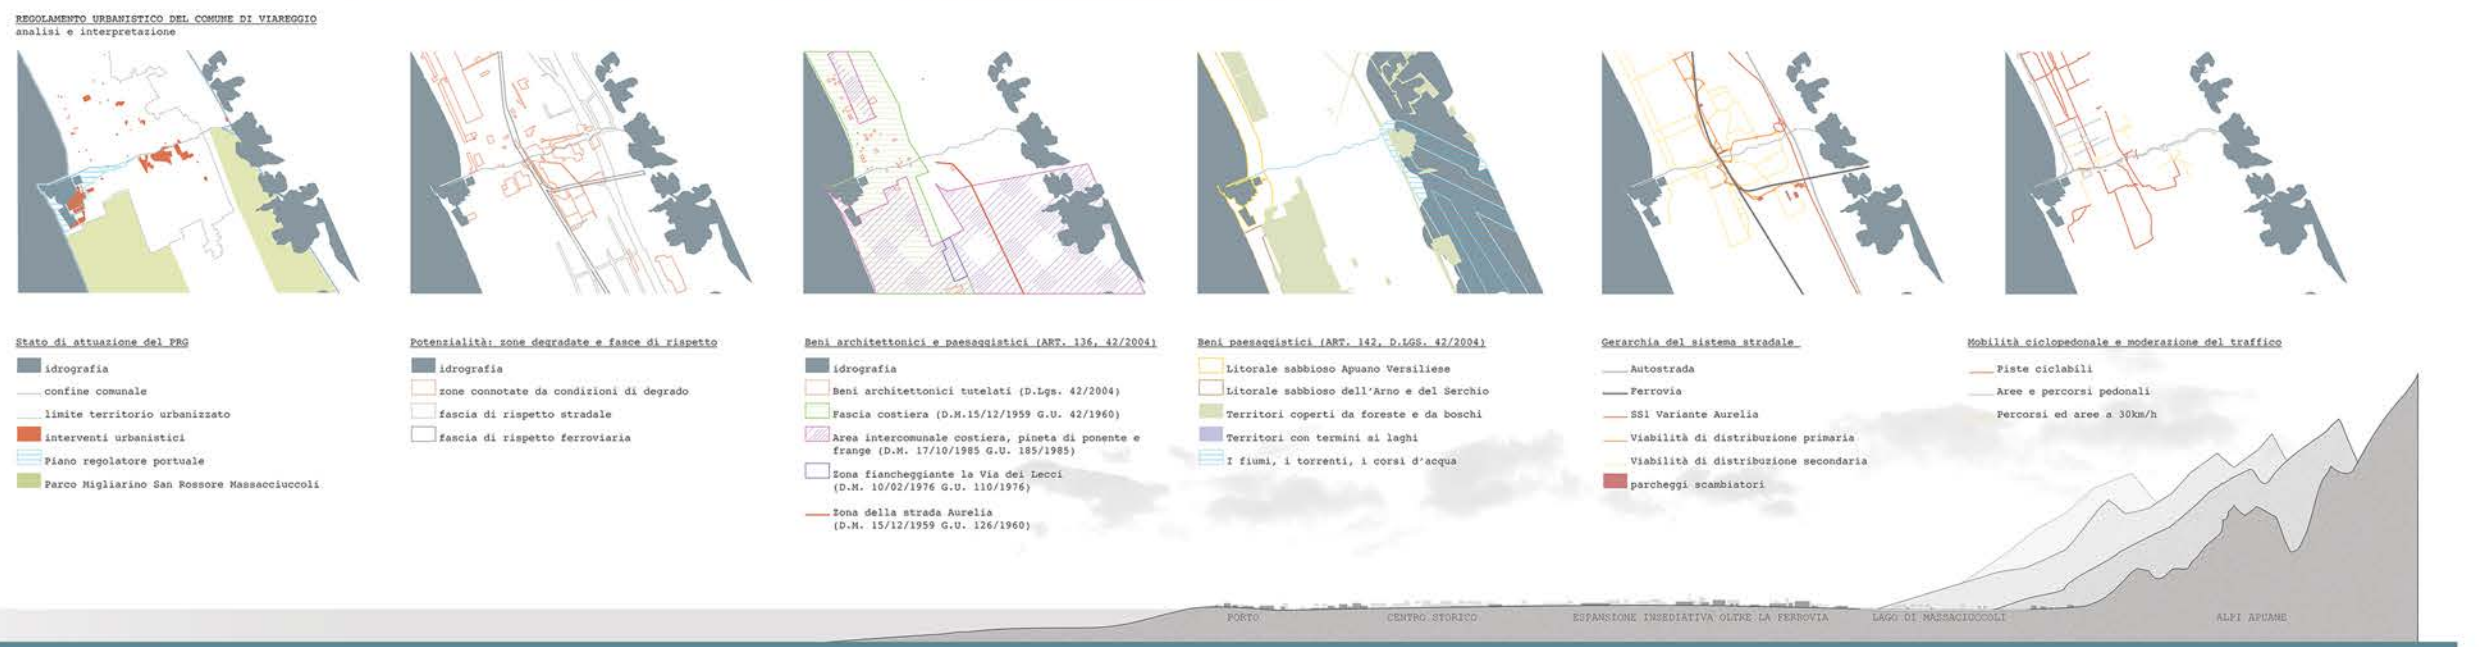 REGOLAMENTO URBANISTICO DEL COMUNE DI VIAREGGIO
analisi e interpretazione
Stato di attuazione del PRG
idrografia
confine comunale
limite territorio urbanizzato
interventi urbanistici
Piano regolatore portuale
Parco Migliarino San Rossore Massacciuccoli
Potenzialità: zone degradate e fasce di rispetto
idrografia
zone connotate da condizioni di degrado
fascia di rispetto stradale
fascia di rispetto ferroviaria
Beni architettonici e paesaggistici (ART. 136, 42/2004)
idrografia
Beni architettonici tutelati (D.Lgs. 42/2004)
Fascia costiera (D.M.15/12/1959 G.U. 42/1960)
Area intercomunale costiera, pineta di ponente e
frange (D.M. 17/10/1985 G.U. 185/1985)
Zona fiancheggiante la Via dei Lecci
(D.M. 10/02/1976 G.U. 110/1976)
Zona della strada Aurelia
(D.M. 15/12/1959 G.U. 126/1960)
Beni paesaggistici (ART. 142, D.LGS. 42/2004)
Litorale sabbioso Apuano Versiliese
Litorale sabbioso dell'Arno e del Serchio
Territori coperti da foreste e da boschi
Territori con termini ai laghi
I fiumi, i torrenti, i corsi d'acqua
Gerarchia del sistema stradale
Autostrada
Ferrovia
SS1 Variante Aurelia
Viabilità di distribuzione primaria
Viabilità di distribuzione secondaria
parcheggi scambiatori
Mobilità ciclopedonale e moderazione del traffico
Piste ciclabili
Aree e percorsi pedonali
Percorsi ed aree a 30km/h
PORTO
CENTRO STORICO
ESPANSIONE INSEDIATIVA OLTRE LA FERROVIA
LAGO DI MASSACIUCCOLI
ALPI APUANE